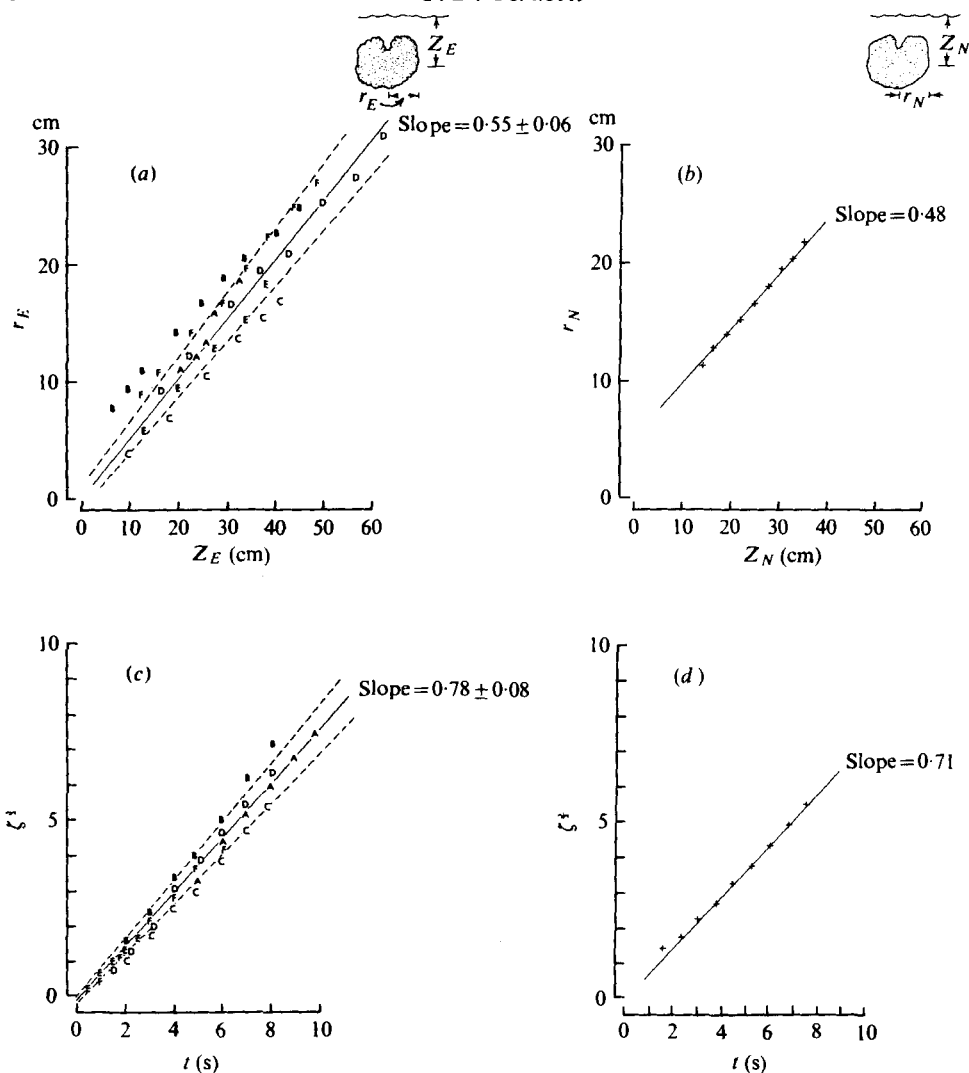 Z_E
Z_N
r_E
r_N
cm
Slope=0·55 ± 0·06
cm
30
(a)
20
r_E
10
0
0 10 20 30 40 50 60
Z_E (cm)
30
(b)
Slope=0·48
20
r_N
10
0
0 10 20 30 40 50 60
Z_N (cm)
10
(c)
Slope=0·78 ± 0·08
5
0
0 2 4 6 8 10
t (s)
10
(d)
Slope=0·71
5
0
0 2 4 6 8 10
t (s)